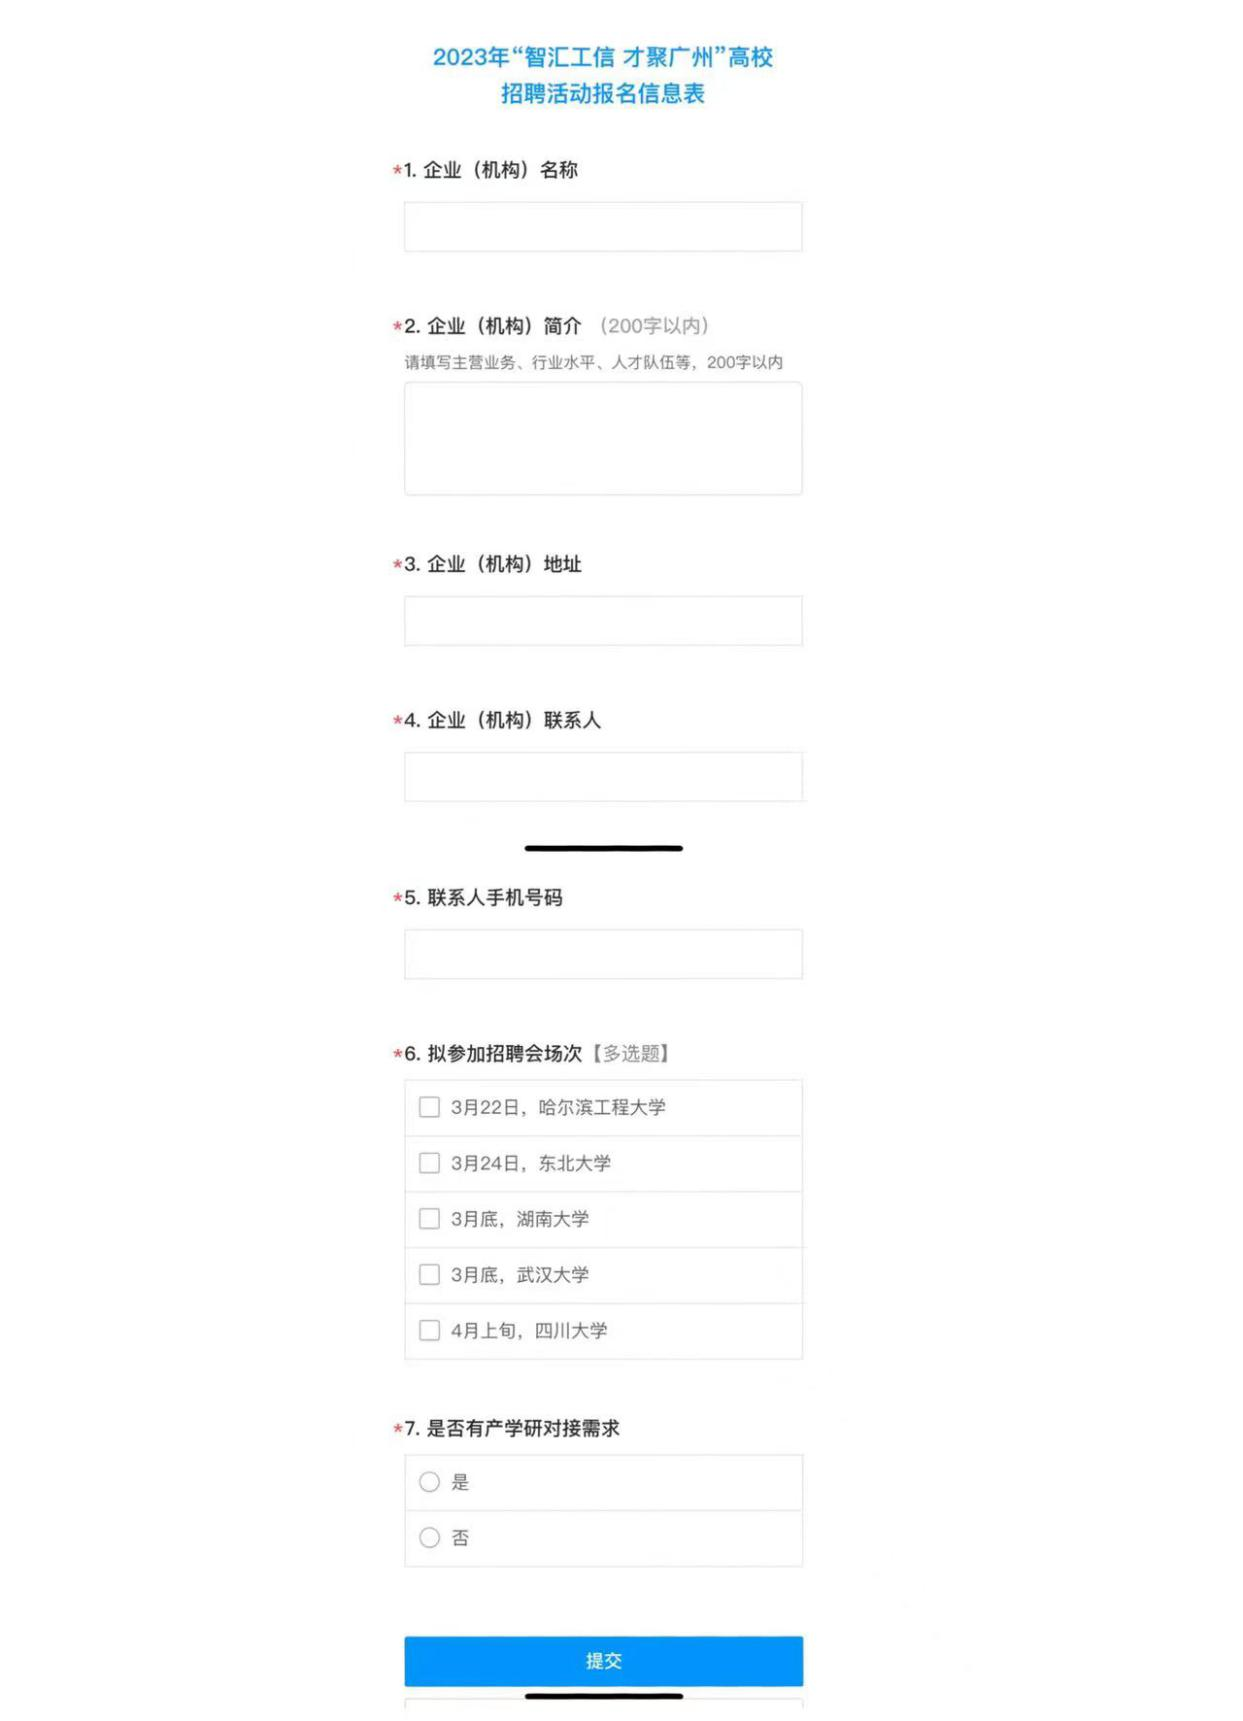 2023年“智汇工信 才聚广州”高校
招聘活动报名信息表
*1. 企业（机构）名称
*2. 企业（机构）简介 （200字以内）
请填写主营业务、行业水平、人才队伍等，200字以内
*3. 企业（机构）地址
*4. 企业（机构）联系人
*5. 联系人手机号码
*6. 拟参加招聘会场次【多选题】
3月22日，哈尔滨工程大学
3月24日，东北大学
3月底，湖南大学
3月底，武汉大学
4月上旬，四川大学
*7. 是否有产学研对接需求
是
否
提交